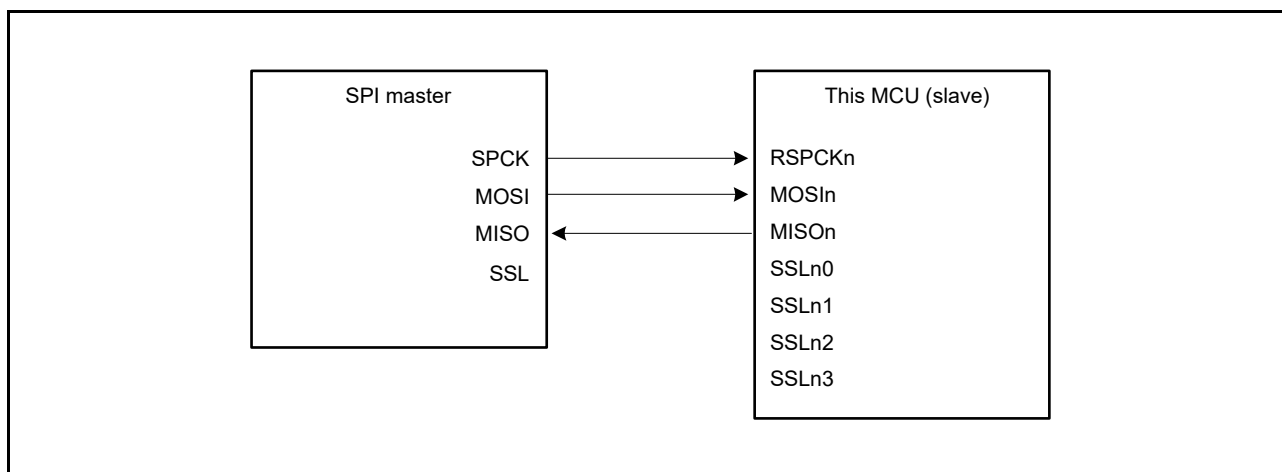 SPI master
SPCK
MOSI
MISO
SSL
This MCU (slave)
RSPCKn
MOSIn
MISOn
SSLn0
SSLn1
SSLn2
SSLn3